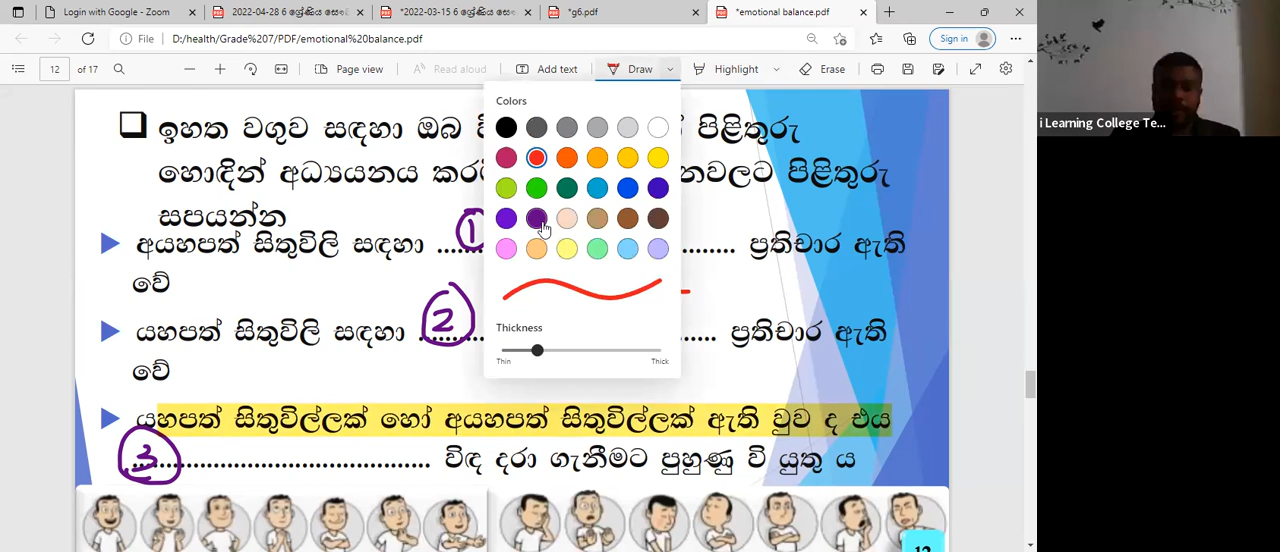 Login with Google - Zoom
2022-04-28 6 ශ්‍රේණිය සෞඛ
*2022-03-15 6 ශ්‍රේණිය සෞඛ
*g6.pdf
*emotional balance.pdf
File D:/health/Grade%207/PDF/emotional%20balance.pdf
Sign in
12 of 17
Page view
Read aloud
Add text
Draw
Highlight
Erase
Colors
ඉහත වගුව සඳහා ඔබ පිළිතුරු
හොඳින් අධ්‍යයනය පිළිතුරු
සපයන්න
1
අයහපත් සිතුවිලි සඳහා .... ........ ප්‍රතිචාර ඇති
වේ
2
යහපත් සිතුවිලි සඳහා ........ ...... ප්‍රතිචාර ඇති
වේ
Thickness
Thin Thick
යහපත් සිතුවිල්ලක් හෝ අයහපත් සිතුවිල්ලක් ඇති වුව ද එය
3
........................................ විඳ දරා ගැනීමට පුහුණු වි යුතු ය
12
i Learning College Te...